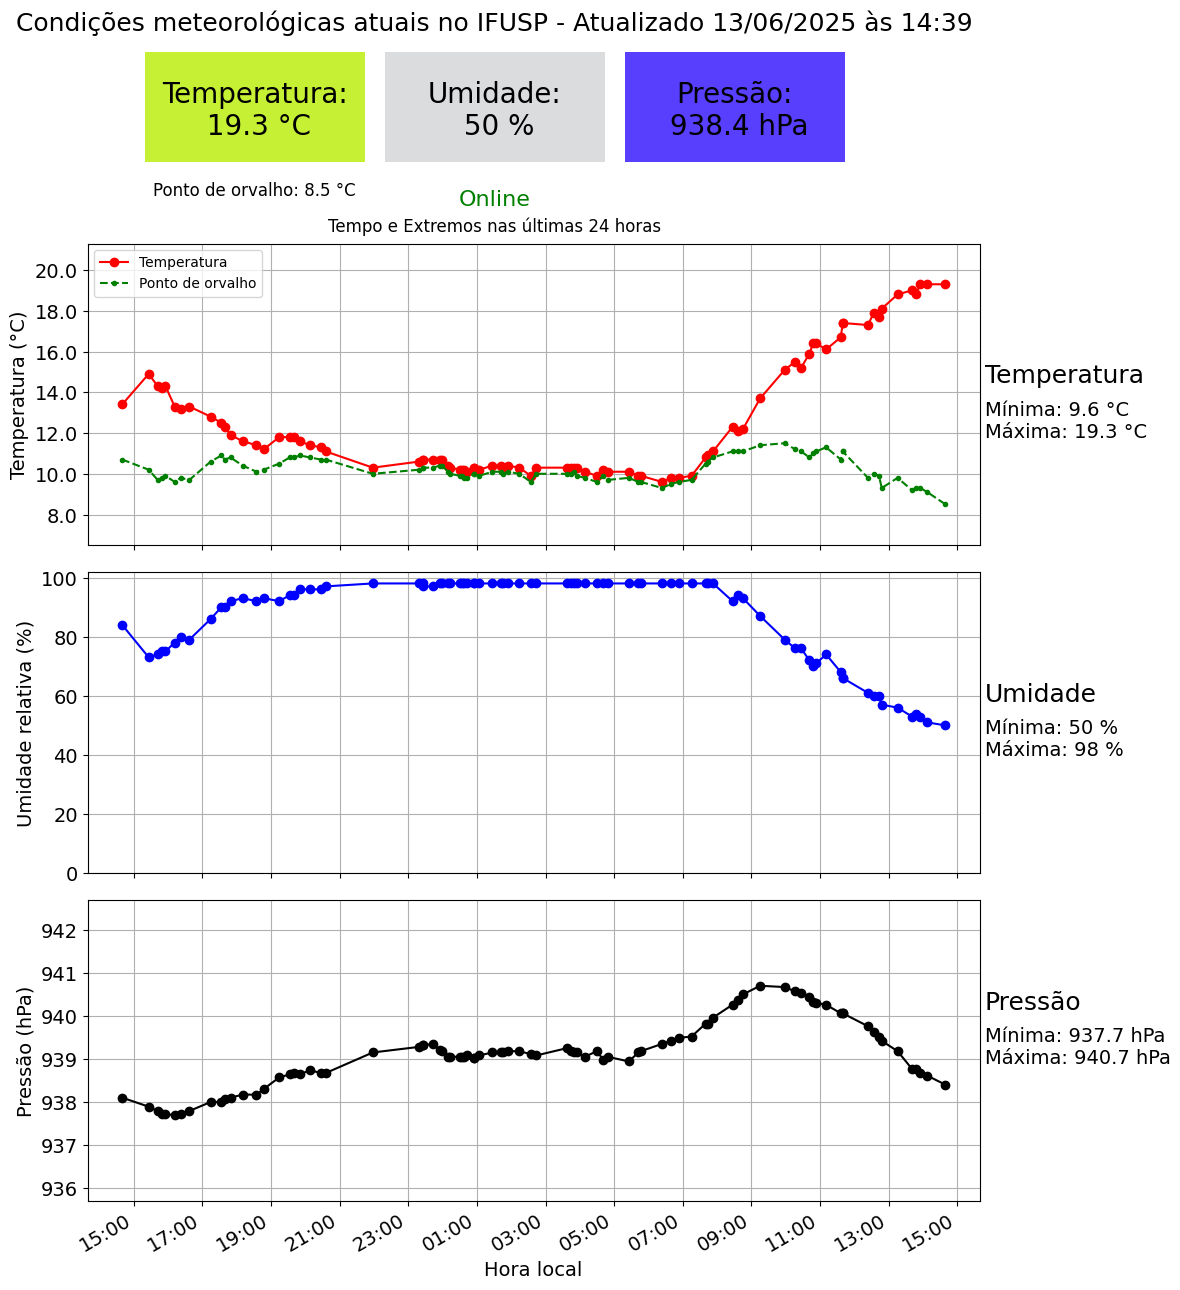 Condições meteorológicas atuais no IFUSP - Atualizado 13/06/2025 às 14:39
Temperatura:
19.3 °C
Umidade:
50 %
Pressão:
938.4 hPa
Ponto de orvalho: 8.5 °C
Online
Tempo e Extremos nas últimas 24 horas
Temperatura
Ponto de orvalho
Temperatura (°C)
20.0
18.0
16.0
14.0
12.0
10.0
8.0
Temperatura
Mínima: 9.6 °C
Máxima: 19.3 °C
Umidade relativa (%)
100
80
60
40
20
0
Umidade
Mínima: 50 %
Máxima: 98 %
Pressão (hPa)
942
941
940
939
938
937
936
Pressão
Mínima: 937.7 hPa
Máxima: 940.7 hPa
15:00 17:00 19:00 21:00 23:00 01:00 03:00 05:00 07:00 09:00 11:00 13:00 15:00
Hora local